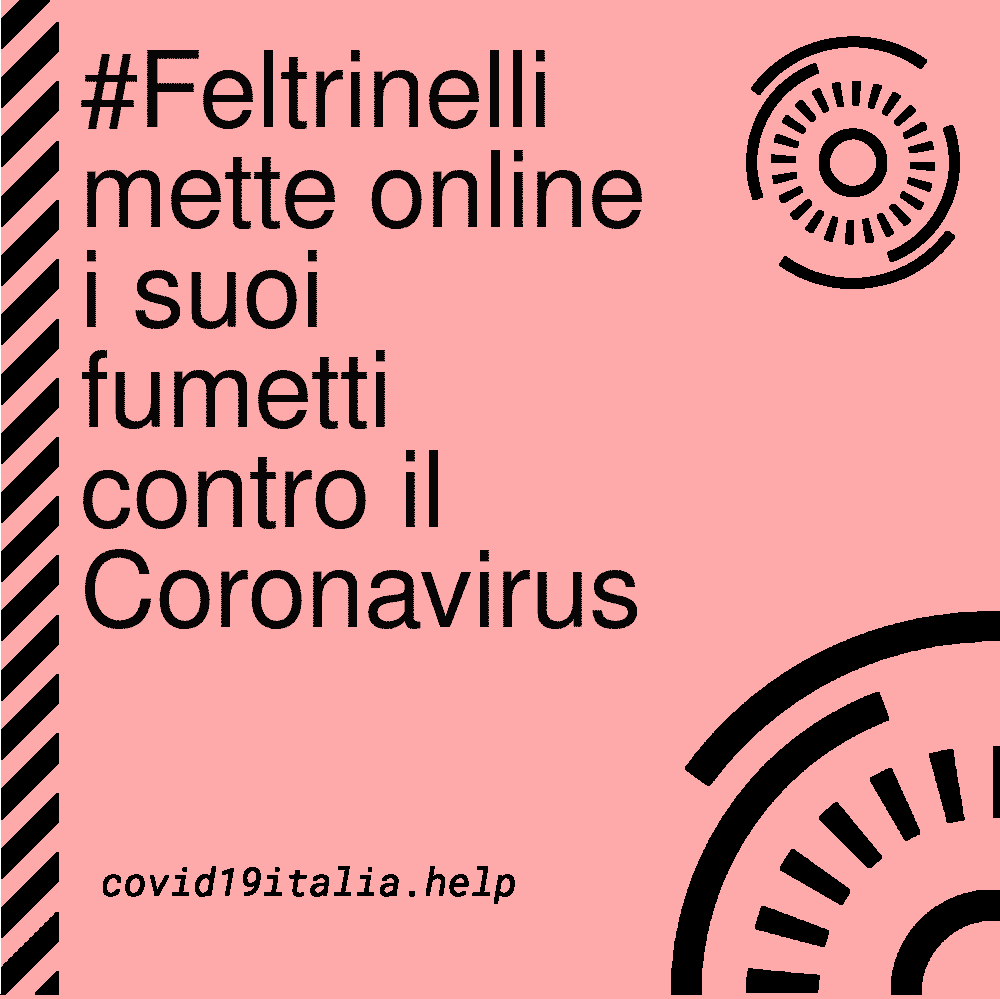 #Feltrinelli
mette online
i suoi
fumetti
contro il
Coronavirus
covid19italia.help